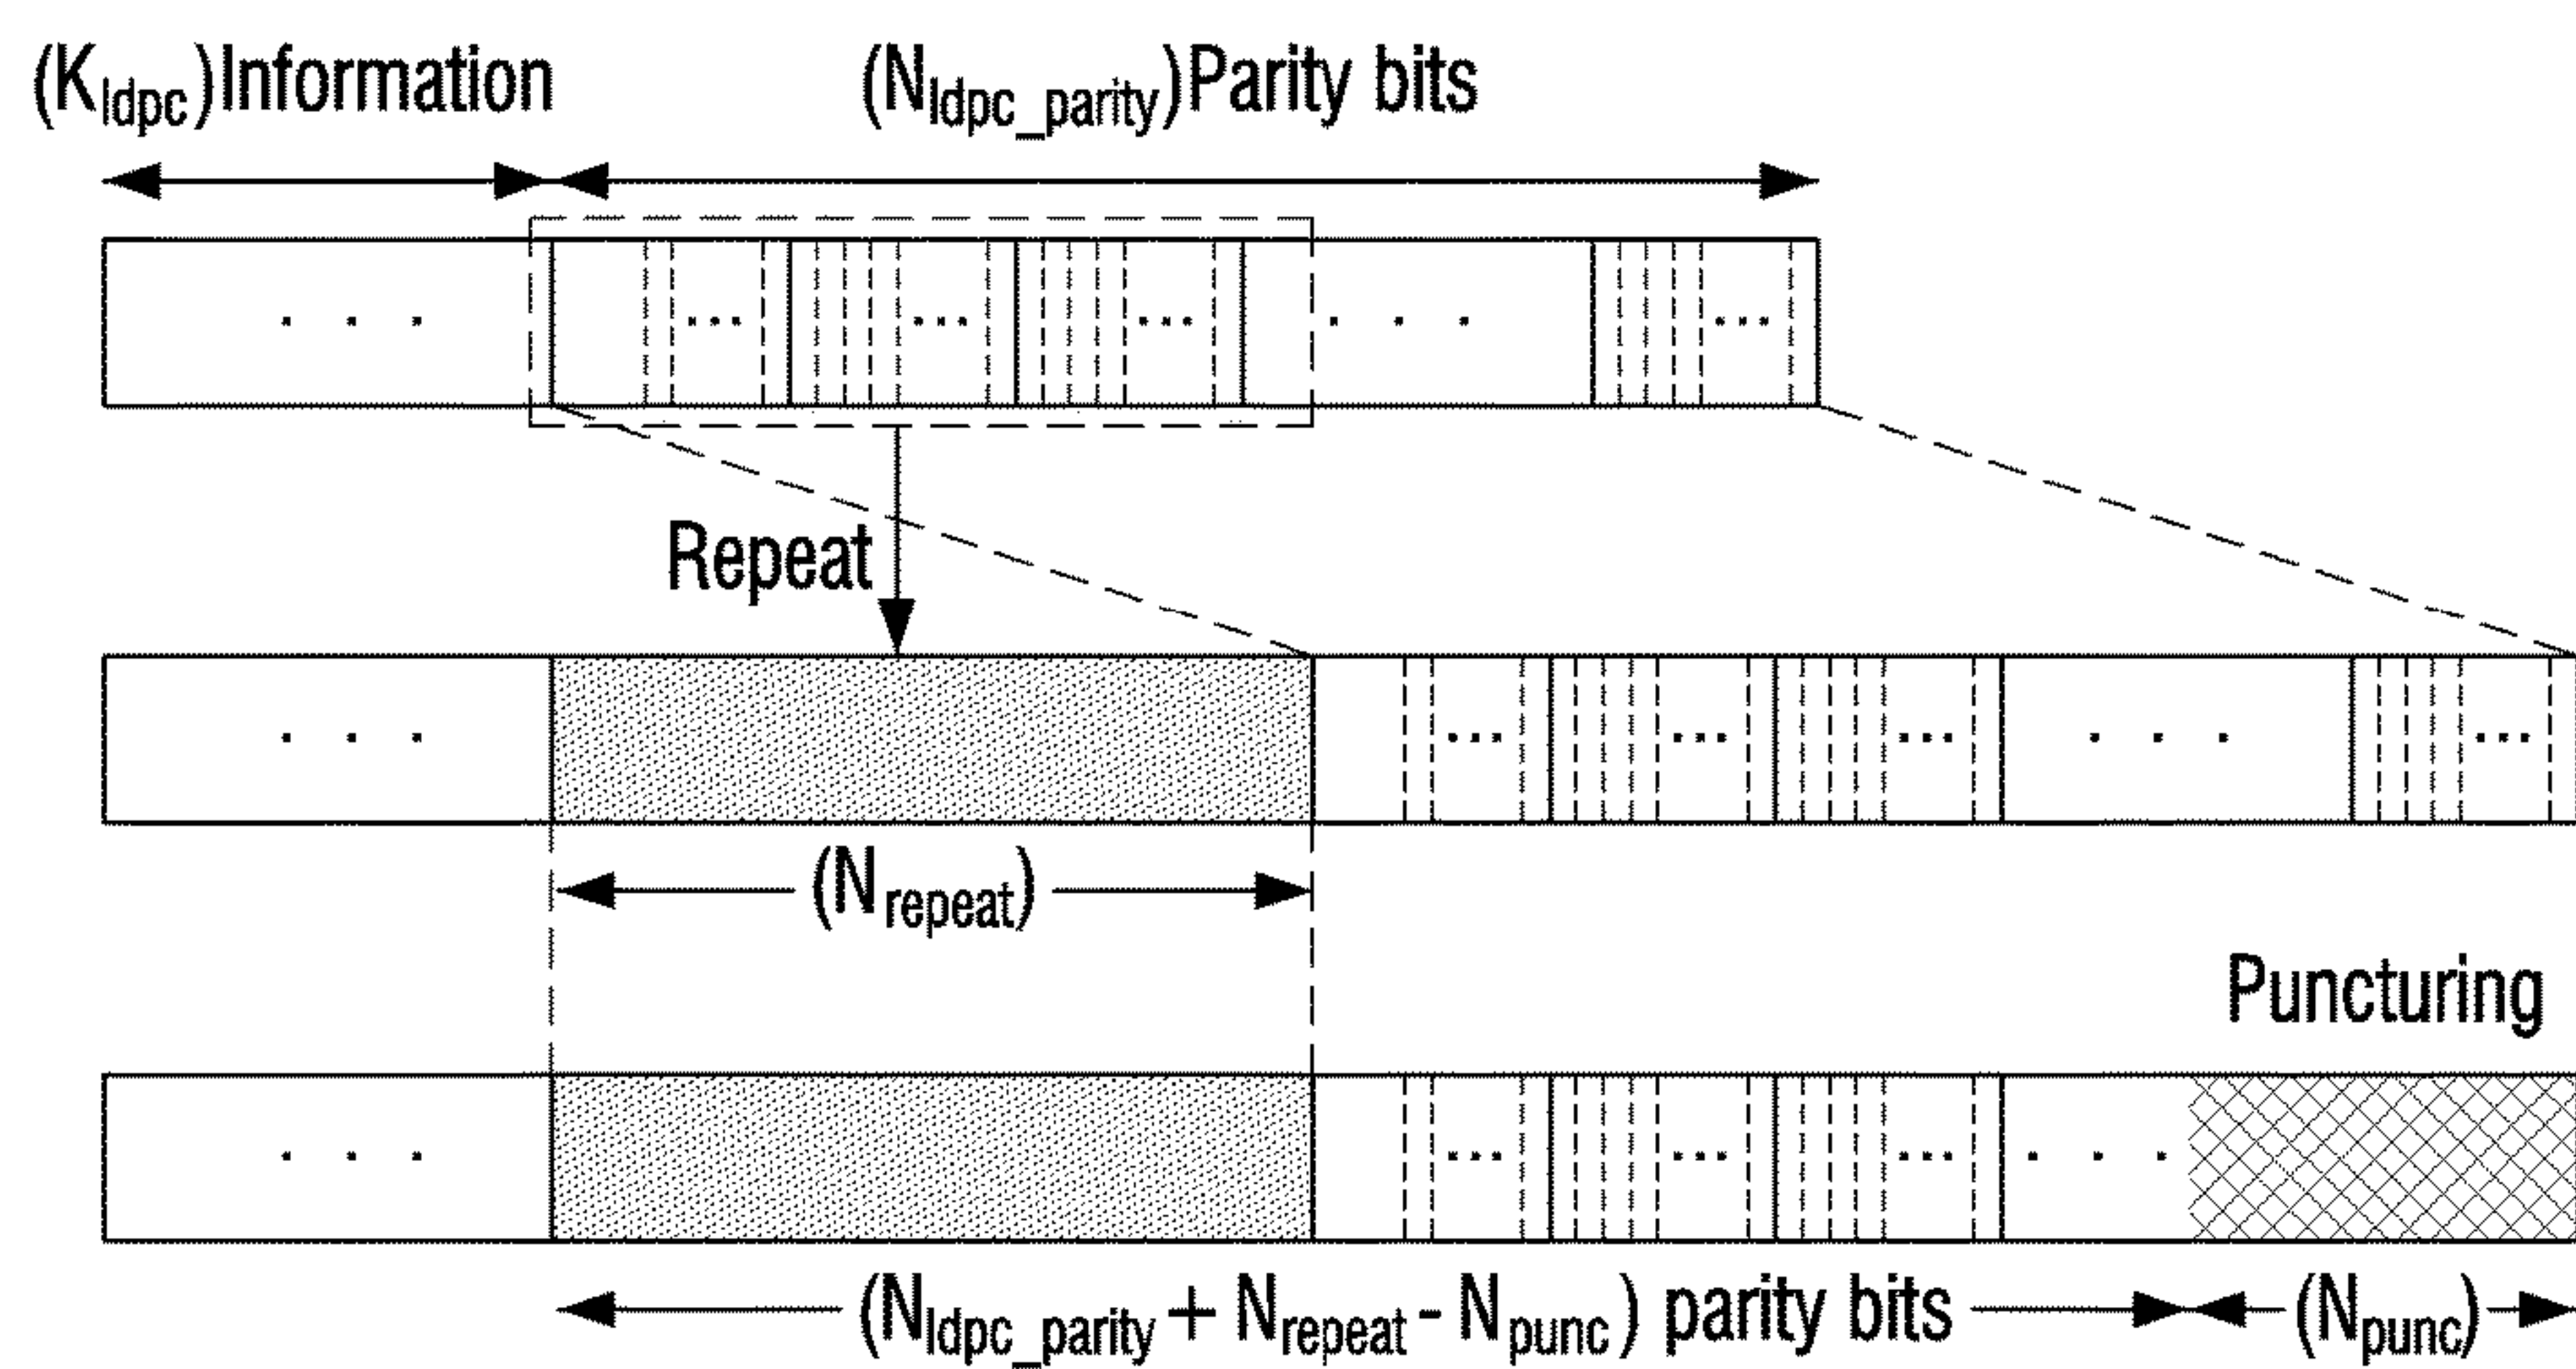 (Kldpc)Information (Nldpc_parity)Parity bits
. . . ... ... ... . . . ...
Repeat
. . . ... ... ... . . . ...
(Nrepeat)
Puncturing
. . . ... ... ... . . .
(Nldpc_parity + Nrepeat - Npunc) parity bits (Npunc)